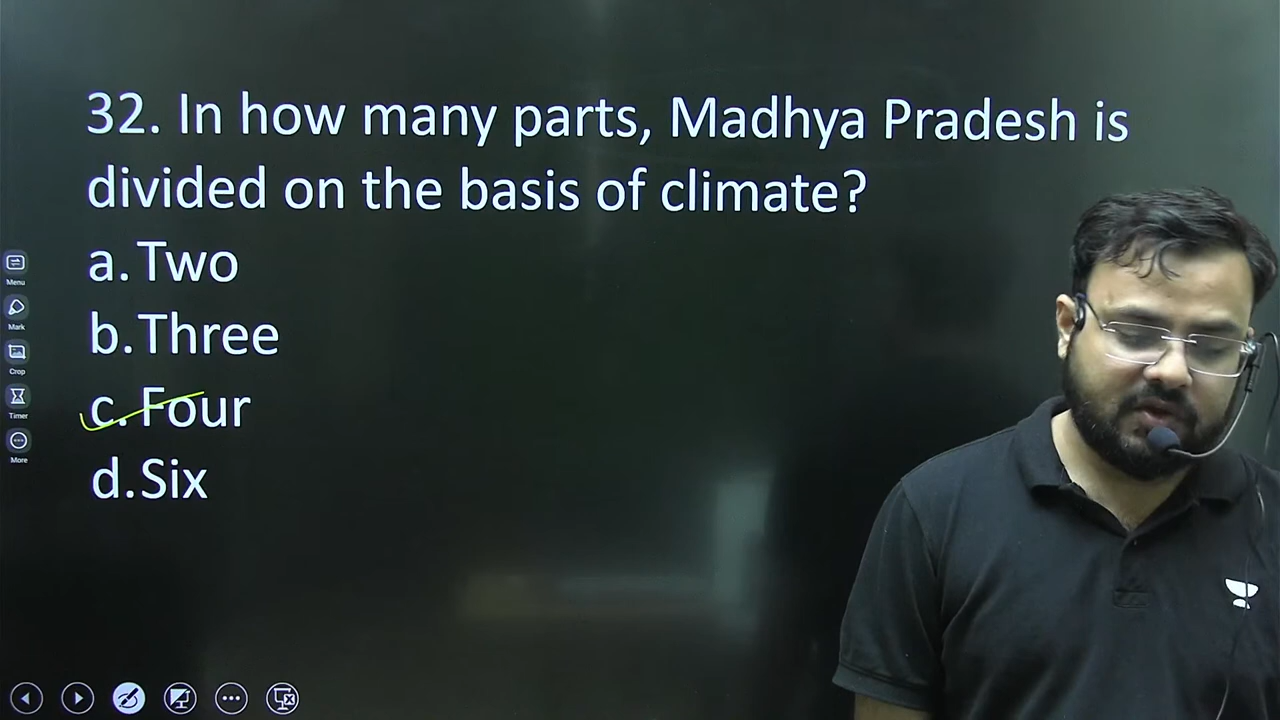 32. In how many parts, Madhya Pradesh is
divided on the basis of climate?
a. Two
b. Three
c. Four
d. Six
Menu
Mark
Crop
Timer
More